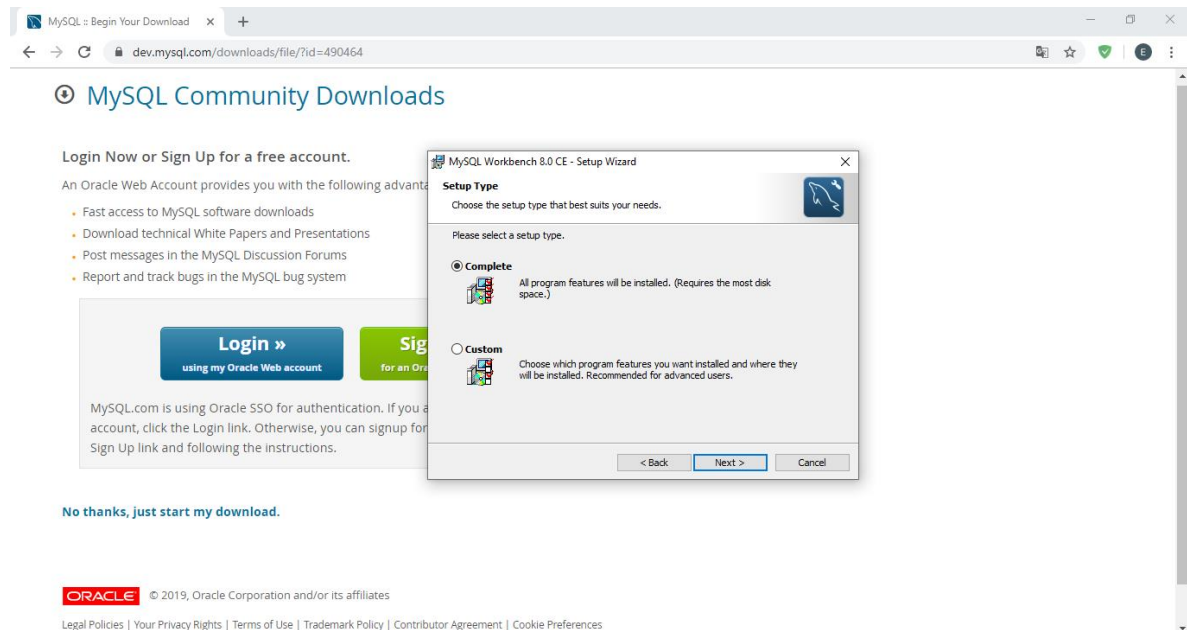 MySQL :: Begin Your Download
dev.mysql.com/downloads/file/?id=490464
E
MySQL Community Downloads
Login Now or Sign Up for a free account.
An Oracle Web Account provides you with the following advanta
• Fast access to MySQL software downloads
• Download technical White Papers and Presentations
• Post messages in the MySQL Discussion Forums
• Report and track bugs in the MySQL bug system
Login »
using my Oracle Web account
Sig
for an Ora
MySQL.com is using Oracle SSO for authentication. If you a
account, click the Login link. Otherwise, you can signup for
Sign Up link and following the instructions.
No thanks, just start my download.
ORACLE
© 2019, Oracle Corporation and/or its affiliates
Legal Policies | Your Privacy Rights | Terms of Use | Trademark Policy | Contributor Agreement | Cookie Preferences
MySQL Workbench 8.0 CE - Setup Wizard
Setup Type
Choose the setup type that best suits your needs.
Please select a setup type.
Complete
All program features will be installed. (Requires the most disk
space.)
Custom
Choose which program features you want installed and where they
will be installed. Recommended for advanced users.
< Back
Next >
Cancel